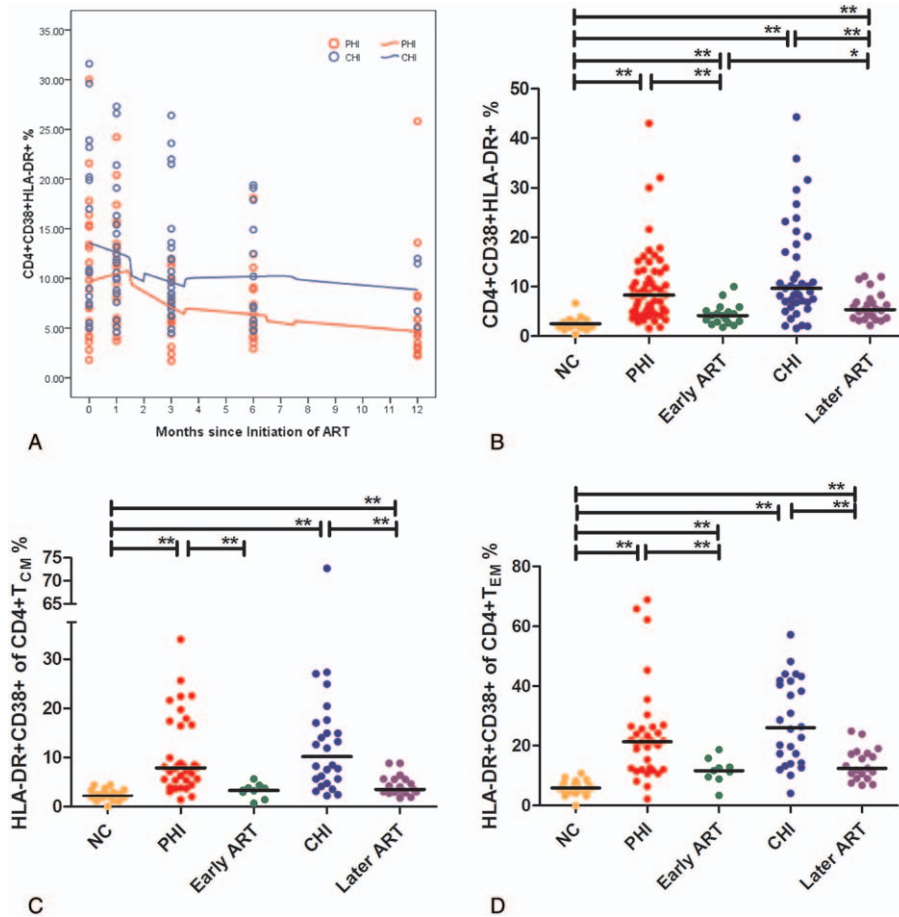 35.00
30.00
25.00
20.00
15.00
10.00
5.00
0.00
CD4+CD38+HLA-DR+ %
PHI PHI
CHI CHI
0 1 2 3 4 5 6 7 8 9 10 11 12
Months since Initiation of ART
A
**
** **
** *
** **
50
40
30
20
10
0
CD4+CD38+HLA-DR+ %
NC PHI Early ART CHI Later ART
B
**
** **
** **
75
70
65
30
20
10
0
HLA-DR+CD38+ of CD4+TCM %
NC PHI Early ART CHI Later ART
C
**
** **
**
** **
80
60
40
20
0
HLA-DR+CD38+ of CD4+TEM %
NC PHI Early ART CHI Later ART
D